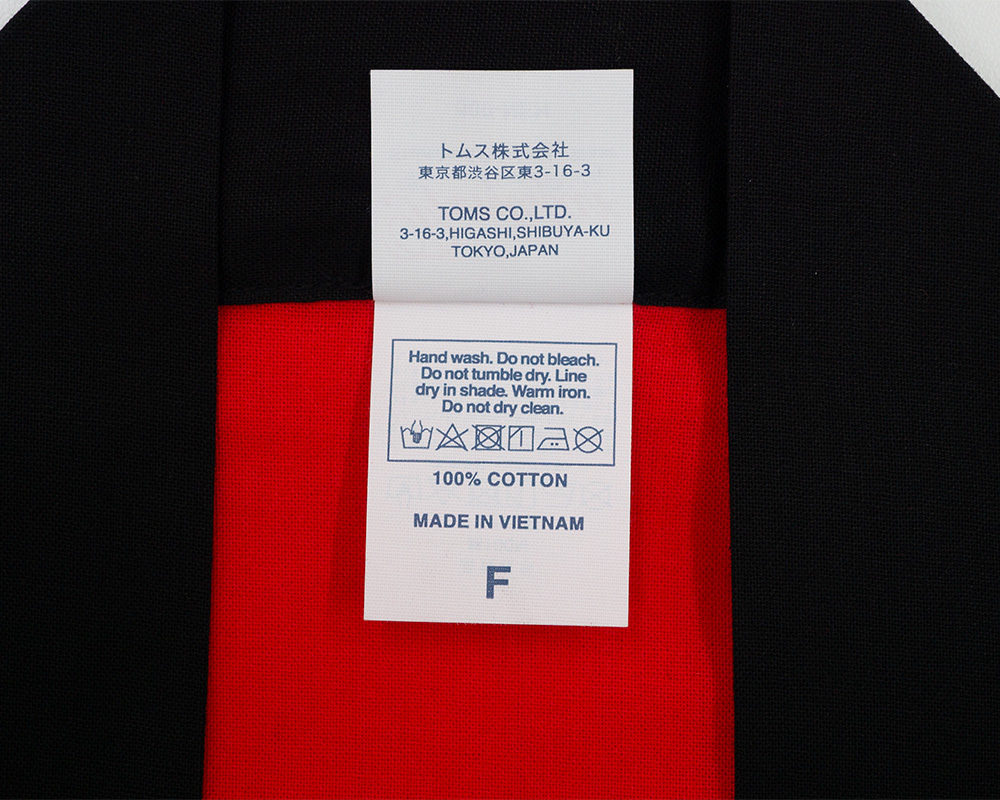 トムス株式会社
東京都渋谷区東3-16-3
TOMS CO.,LTD.
3-16-3,HIGASHI,SHIBUYA-KU
TOKYO,JAPAN
Hand wash. Do not bleach.
Do not tumble dry. Line
dry in shade. Warm iron.
Do not dry clean.
100% COTTON
MADE IN VIETNAM
F